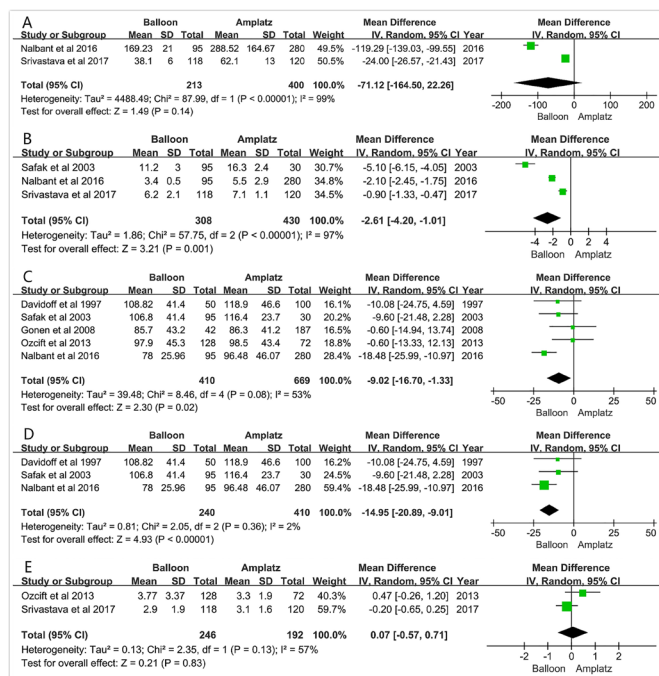 A
Balloon Amplatz Mean Difference Mean Difference
Study or Subgroup Mean SD Total Mean SD Total Weight IV, Random, 95% CI Year IV, Random, 95% CI
Nalbant et al 2016 169.23 21 95 288.52 164.67 280 49.5% -119.29 [-139.03, -99.55] 2016
Srivastava et al 2017 38.1 6 118 62.1 13 120 50.5% -24.00 [-26.57, -21.43] 2017
Total (95% CI) 213 400 100.0% -71.12 [-164.50, 22.26]
Heterogeneity: Tau² = 4488.49; Chi² = 87.99, df = 1 (P < 0.00001); I² = 99%
Test for overall effect: Z = 1.49 (P = 0.14)
-200 -100 0 100 200
Balloon Amplatz
B
Balloon Amplatz Mean Difference Mean Difference
Study or Subgroup Mean SD Total Mean SD Total Weight IV, Random, 95% CI Year IV, Random, 95% CI
Safak et al 2003 11.2 3 95 16.3 2.4 30 30.7% -5.10 [-6.15, -4.05] 2003
Nalbant et al 2016 3.4 0.5 95 5.5 2.9 280 34.8% -2.10 [-2.45, -1.75] 2016
Srivastava et al 2017 6.2 2.1 118 7.1 1.1 120 34.4% -0.90 [-1.33, -0.47] 2017
Total (95% CI) 308 430 100.0% -2.61 [-4.20, -1.01]
Heterogeneity: Tau² = 1.86; Chi² = 57.75, df = 2 (P < 0.00001); I² = 97%
Test for overall effect: Z = 3.21 (P = 0.001)
-4 -2 0 2 4
Balloon Amplatz
C
Balloon Amplatz Mean Difference Mean Difference
Study or Subgroup Mean SD Total Mean SD Total Weight IV, Random, 95% CI Year IV, Random, 95% CI
Davidoff et al 1997 108.82 41.4 50 118.9 46.6 100 16.1% -10.08 [-24.75, 4.59] 1997
Safak et al 2003 106.8 41.4 95 116.4 23.7 30 21.5% -9.60 [-21.48, 2.28] 2003
Gonen et al 2008 85.7 43.2 42 86.3 41.2 187 16.5% -0.60 [-14.94, 13.74] 2008
Ozcift et al 2013 97.9 45.3 128 98.5 43.4 72 17.6% -0.60 [-13.33, 12.13] 2013
Nalbant et al 2016 78 25.96 95 96.48 46.07 280 28.4% -18.48 [-25.99, -10.97] 2016
Total (95% CI) 410 669 100.0% -9.02 [-16.70, -1.33]
Heterogeneity: Tau² = 39.48; Chi² = 8.46, df = 4 (P = 0.08); I² = 53%
Test for overall effect: Z = 2.30 (P = 0.02)
-50 -25 0 25 50
Balloon Amplatz
D
Balloon Amplatz Mean Difference Mean Difference
Study or Subgroup Mean SD Total Mean SD Total Weight IV, Random, 95% CI Year IV, Random, 95% CI
Davidoff et al 1997 108.82 41.4 50 118.9 46.6 100 16.2% -10.08 [-24.75, 4.59] 1997
Safak et al 2003 106.8 41.4 95 116.4 23.7 30 24.5% -9.60 [-21.48, 2.28] 2003
Nalbant et al 2016 78 25.96 95 96.48 46.07 280 59.4% -18.48 [-25.99, -10.97] 2016
Total (95% CI) 240 410 100.0% -14.95 [-20.89, -9.01]
Heterogeneity: Tau² = 0.81; Chi² = 2.05, df = 2 (P = 0.36); I² = 2%
Test for overall effect: Z = 4.93 (P < 0.00001)
-50 -25 0 25 50
Balloon Amplatz
E
Balloon Amplatz Mean Difference Mean Difference
Study or Subgroup Mean SD Total Mean SD Total Weight IV, Random, 95% CI Year IV, Random, 95% CI
Ozcift et al 2013 3.77 3.37 128 3.3 1.9 72 40.3% 0.47 [-0.26, 1.20] 2013
Srivastava et al 2017 2.9 1.9 118 3.1 1.6 120 59.7% -0.20 [-0.65, 0.25] 2017
Total (95% CI) 246 192 100.0% 0.07 [-0.57, 0.71]
Heterogeneity: Tau² = 0.13; Chi² = 2.35, df = 1 (P = 0.13); I² = 57%
Test for overall effect: Z = 0.21 (P = 0.83)
-2 -1 0 1 2
Balloon Amplatz